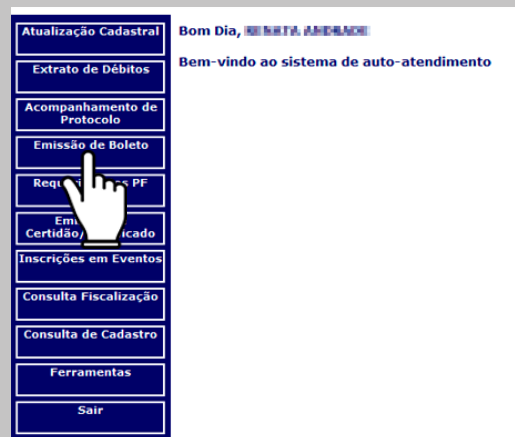 Atualização Cadastral
Extrato de Débitos
Acompanhamento de
Protocolo
Emissão de Boleto
PF
Certidão/
Inscrições em Eventos
Consulta Fiscalização
Consulta de Cadastro
Ferramentas
Sair
Bom Dia,
Bem-vindo ao sistema de auto-atendimento